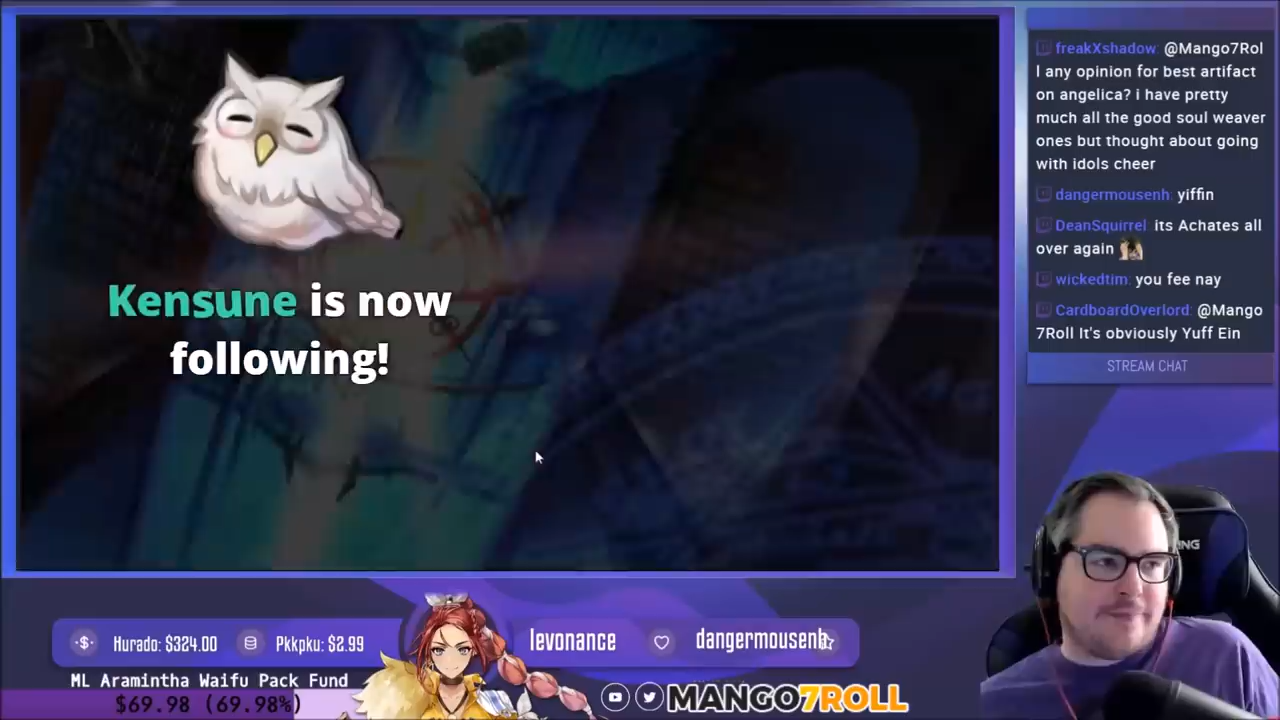 Kensune is now
following!
freakXshadow: @Mango7Rol
l any opinion for best artifact
on angelica? i have pretty
much all the good soul weaver
ones but thought about going
with idols cheer
dangermousenh: yiffin
DeanSquirrel its Achates all
over again
wickedtim: you fee nay
CardboardOverlord: @Mango
7Roll It's obviously Yuff Ein
STREAM CHAT
Hurado: $324.00
Pkkpku: $2.99
levonance
dangermousenh
ML Aramintha Waifu Pack Fund
$69.98 (69.98%)
MANGO7ROLL